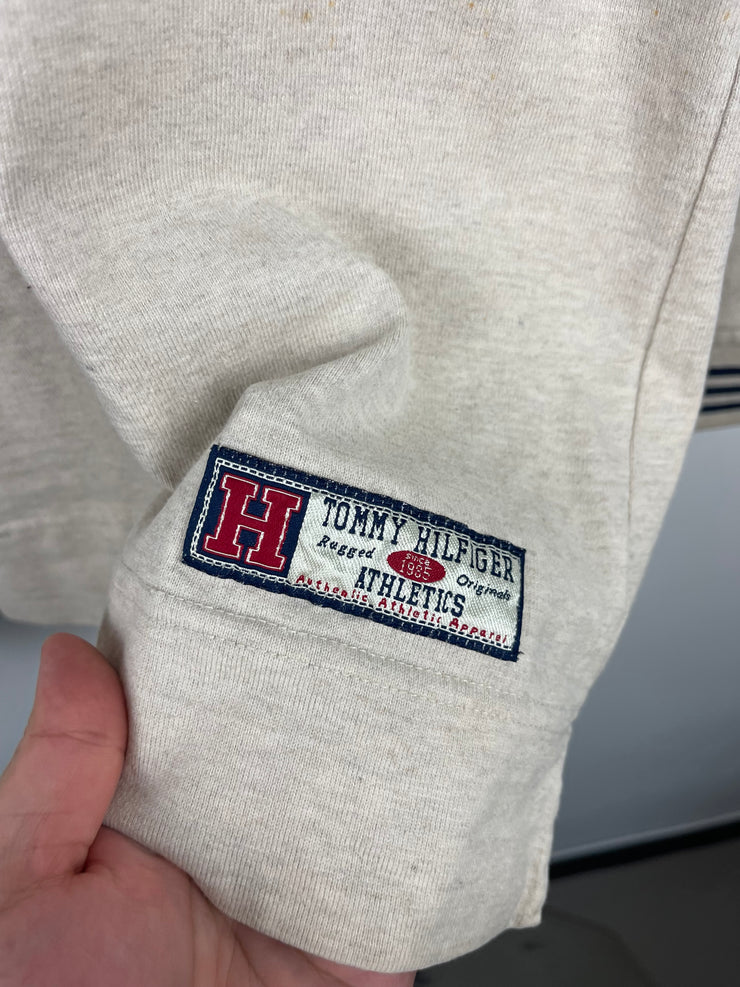 H
TOMMY HILFIGER
Rugged since 1985 Originals
ATHLETICS
Authentic Athletic Apparel